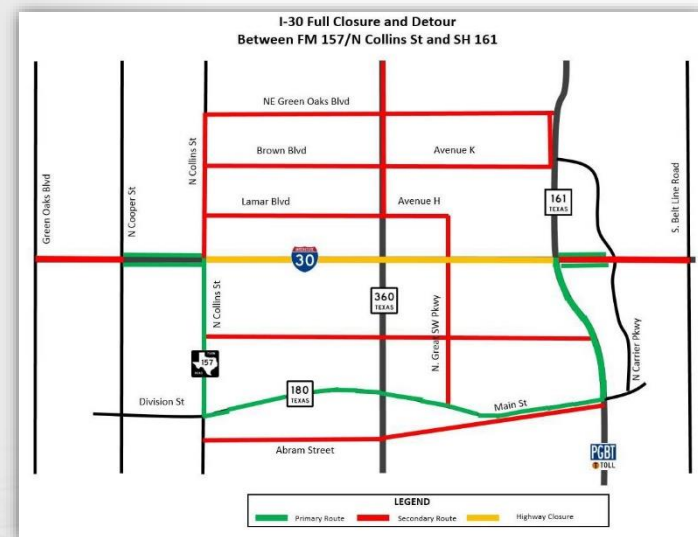 I-30 Full Closure and Detour
Between FM 157/N Collins St and SH 161
NE Green Oaks Blvd
Brown Blvd
Avenue K
Lamar Blvd
Avenue H
Green Oaks Blvd
N Cooper St
N Collins St
161
TEXAS
S. Belt Line Road
30
N Collins St
360
TEXAS
N. Great SW Pkwy
N Carrier Pkwy
157
180
TEXAS
Division St
Main St
Abram Street
PGBT
TOLL
LEGEND
Primary Route
Secondary Route
Highway Closure